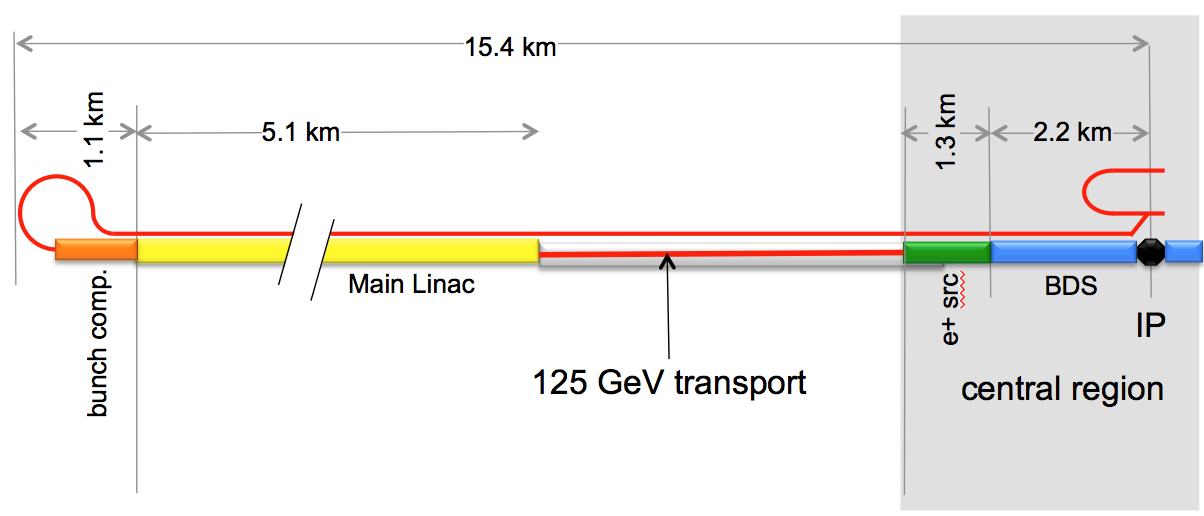 15.4 km
1.1 km
5.1 km
1.3 km
2.2 km
bunch comp.
Main Linac
e+ src
BDS
IP
125 GeV transport
central region